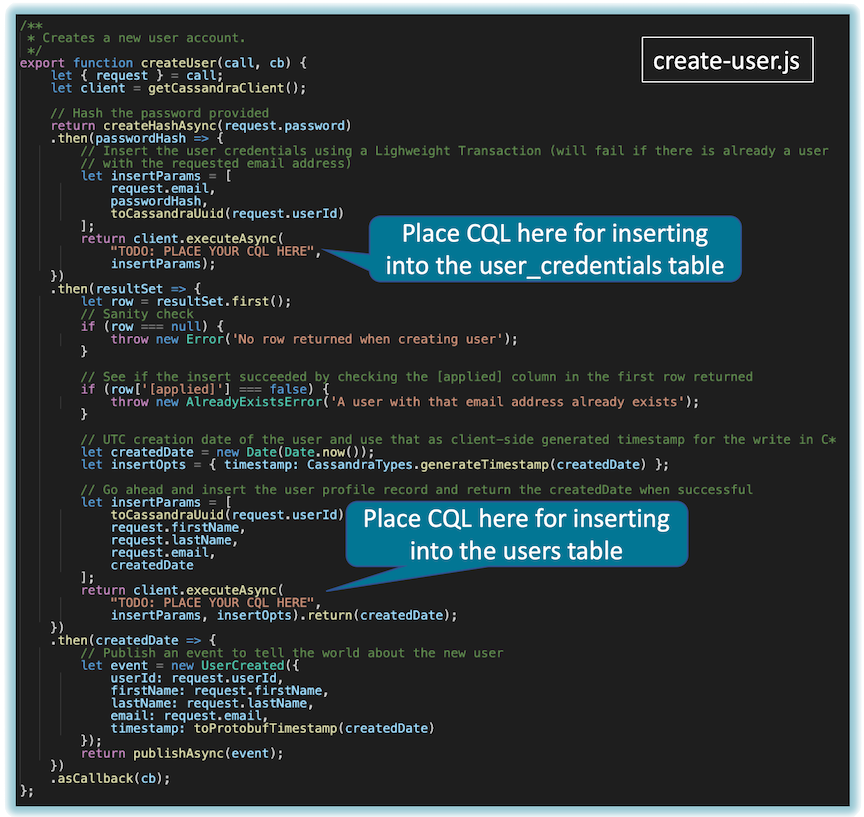 /**
 * Creates a new user account.
 */
create-user.js
export function createUser(call, cb) {
    let { request } = call;
    let client = getCassandraClient();

    // Hash the password provided
    return createHashAsync(request.password)
    .then(passwordHash => {
        // Insert the user credentials using a Lighweight Transaction (will fail if there is already a user
        // with the requested email address)
        let insertParams = [
            request.email,
            passwordHash,
            toCassandraUuid(request.userId)
        ];
        return client.executeAsync(
            "TODO: PLACE YOUR CQL HERE",
            insertParams);
Place CQL here for inserting
into the user_credentials table
    })
    .then(resultSet => {
        let row = resultSet.first();
        // Sanity check
        if (row === null) {
            throw new Error('No row returned when creating user');
        }

        // See if the insert succeeded by checking the [applied] column in the first row returned
        if (row['[applied]'] === false) {
            throw new AlreadyExistsError('A user with that email address already exists');
        }

        // UTC creation date of the user and use that as client-side generated timestamp for the write in C*
        let createdDate = new Date(Date.now());
        let insertOpts = { timestamp: CassandraTypes.generateTimestamp(createdDate) };

        // Go ahead and insert the user profile record and return the createdDate when successful
        let insertParams = [
            toCassandraUuid(request.userId)
            request.firstName,
            request.lastName,
            request.email,
            createdDate
        ];
Place CQL here for inserting
into the users table
        return client.executeAsync(
            "TODO: PLACE YOUR CQL HERE",
            insertParams, insertOpts).return(createdDate);
    })
    .then(createdDate => {
        // Publish an event to tell the world about the new user
        let event = new UserCreated({
            userId: request.userId,
            firstName: request.firstName,
            lastName: request.lastName,
            email: request.email,
            timestamp: toProtobufTimestamp(createdDate)
        });
        return publishAsync(event);
    })
    .asCallback(cb);
};